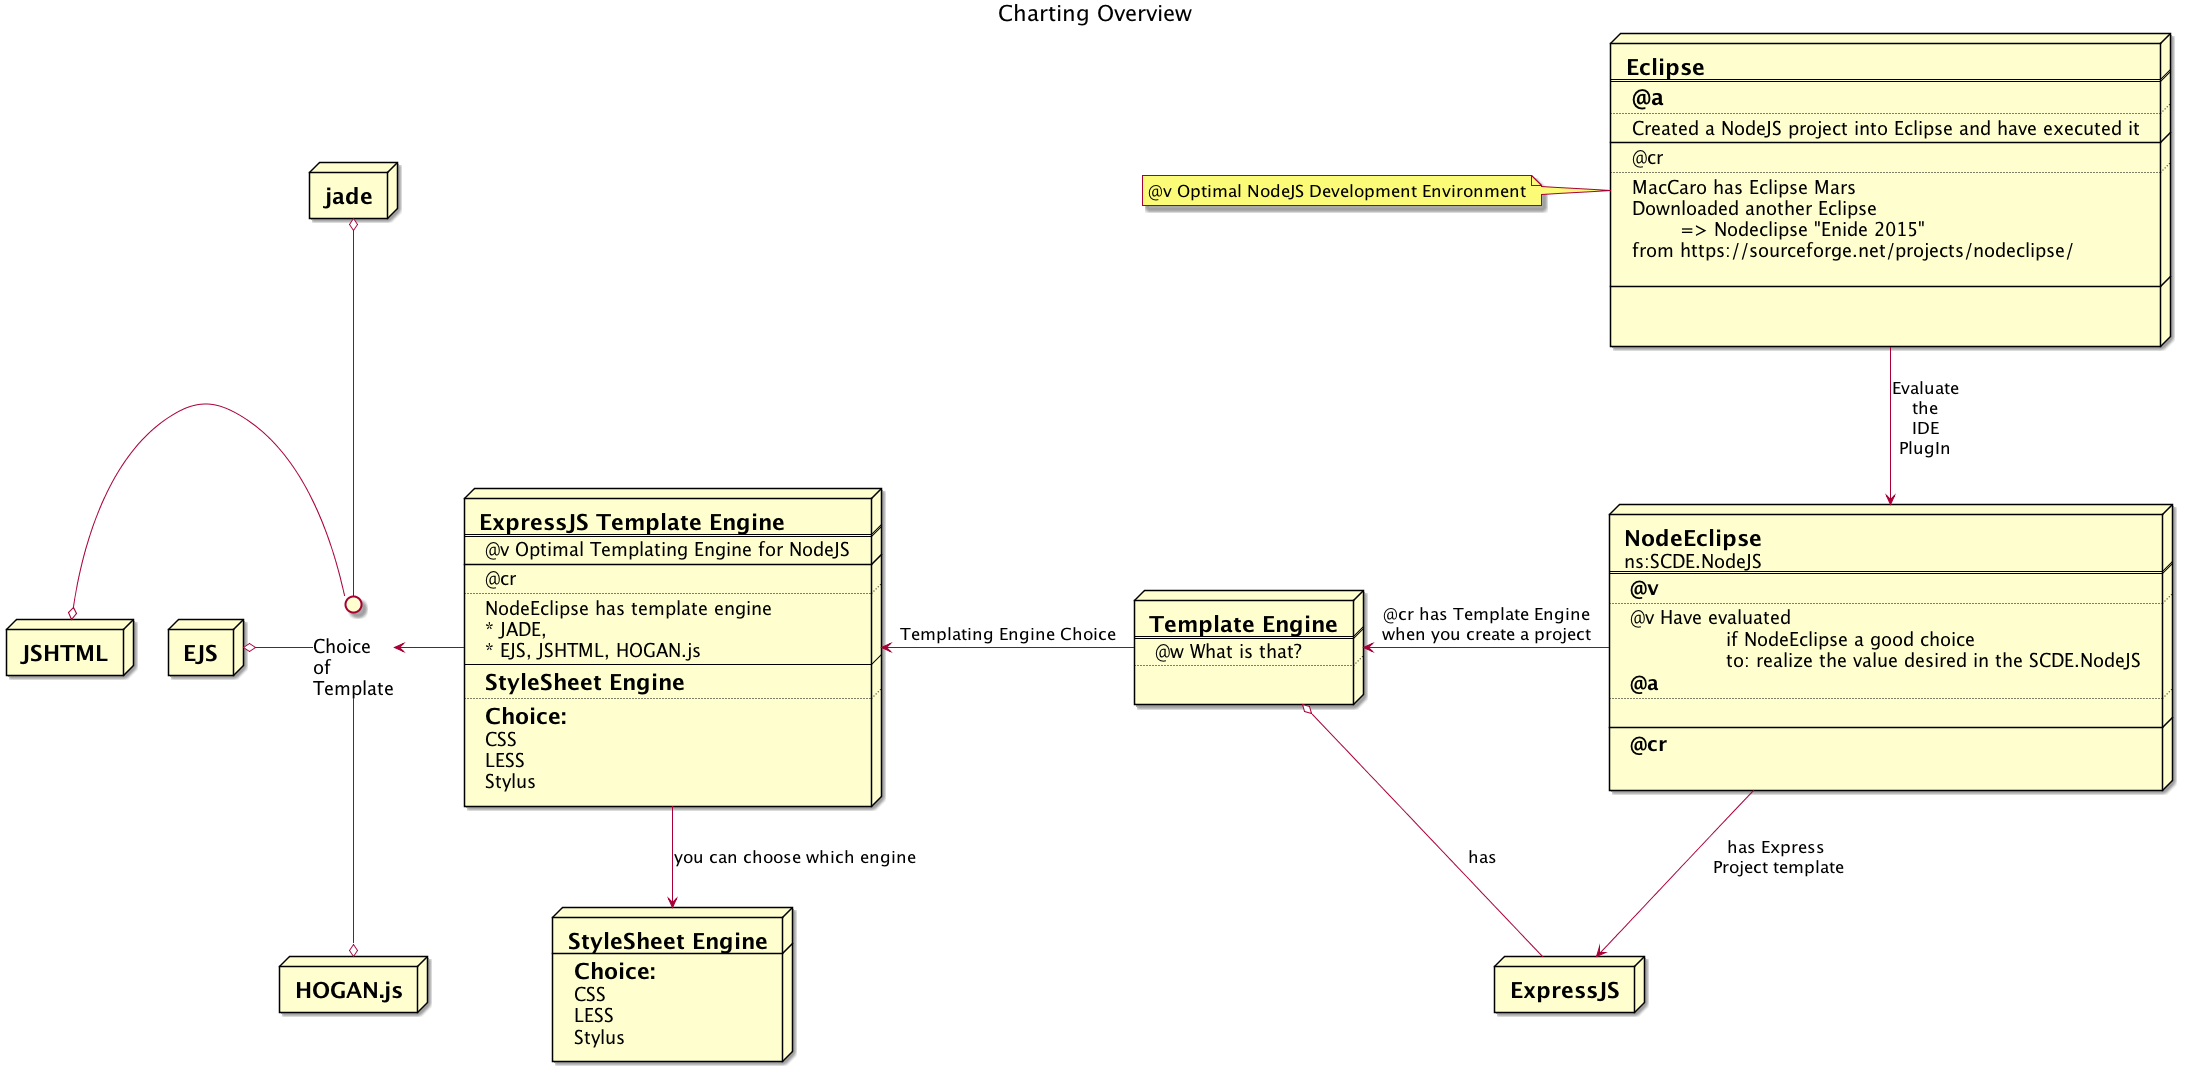 Charting Overview
Eclipse
@a
Created a NodeJS project into Eclipse and have executed it
@cr
MacCaro has Eclipse Mars
Downloaded another Eclipse
=> Nodeclipse "Enide 2015"
from https://sourceforge.net/projects/nodeclipse/
@v Optimal NodeJS Development Environment
jade
Evaluate
the
IDE
PlugIn
JSHTML
EJS
Choice
of
Template
HOGAN.js
ExpressJS Template Engine
@v Optimal Templating Engine for NodeJS
@cr
NodeEclipse has template engine
* JADE,
* EJS, JSHTML, HOGAN.js
StyleSheet Engine
Choice:
CSS
LESS
Stylus
Templating Engine Choice
Template Engine
@w What is that?
@cr has Template Engine
when you create a project
NodeEclipse
ns:SCDE.NodeJS
@v
@v Have evaluated
if NodeEclipse a good choice
to: realize the value desired in the SCDE.NodeJS
@a
@cr
you can choose which engine
has
has Express
Project template
StyleSheet Engine
Choice:
CSS
LESS
Stylus
ExpressJS